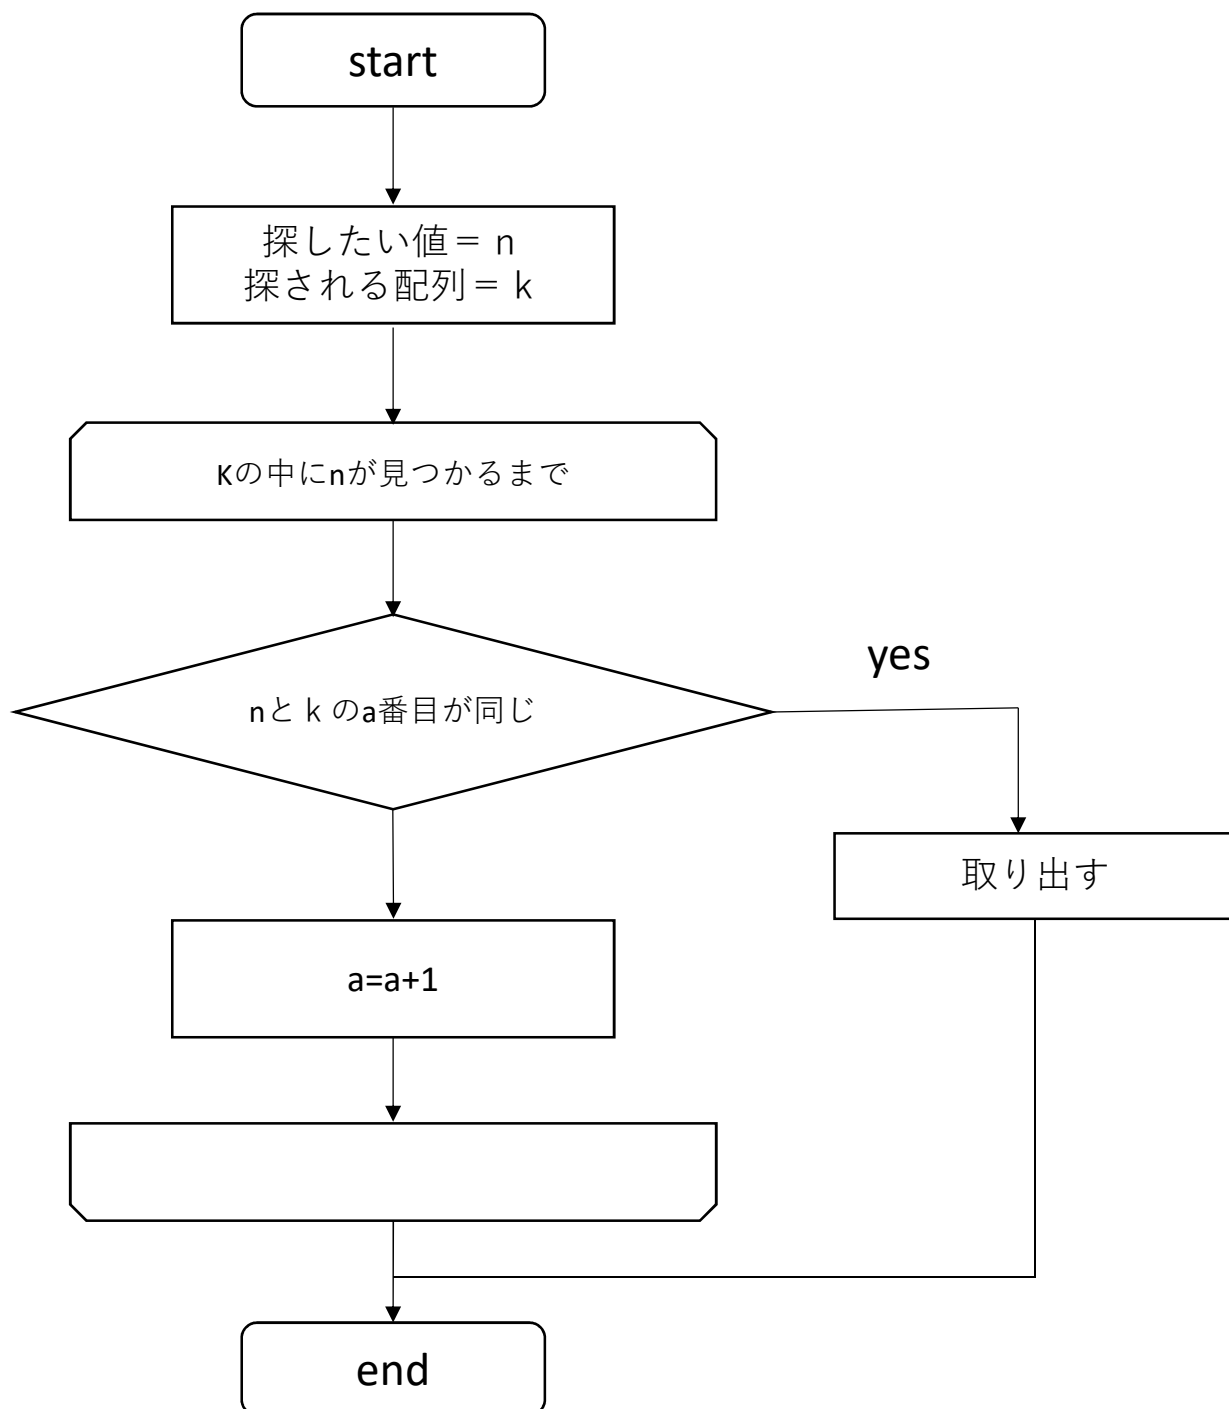 start
探したい値＝ｎ
探される配列＝ｋ
Kの中にnが見つかるまで
nとｋのa番目が同じ
yes
取り出す
a=a+1
end